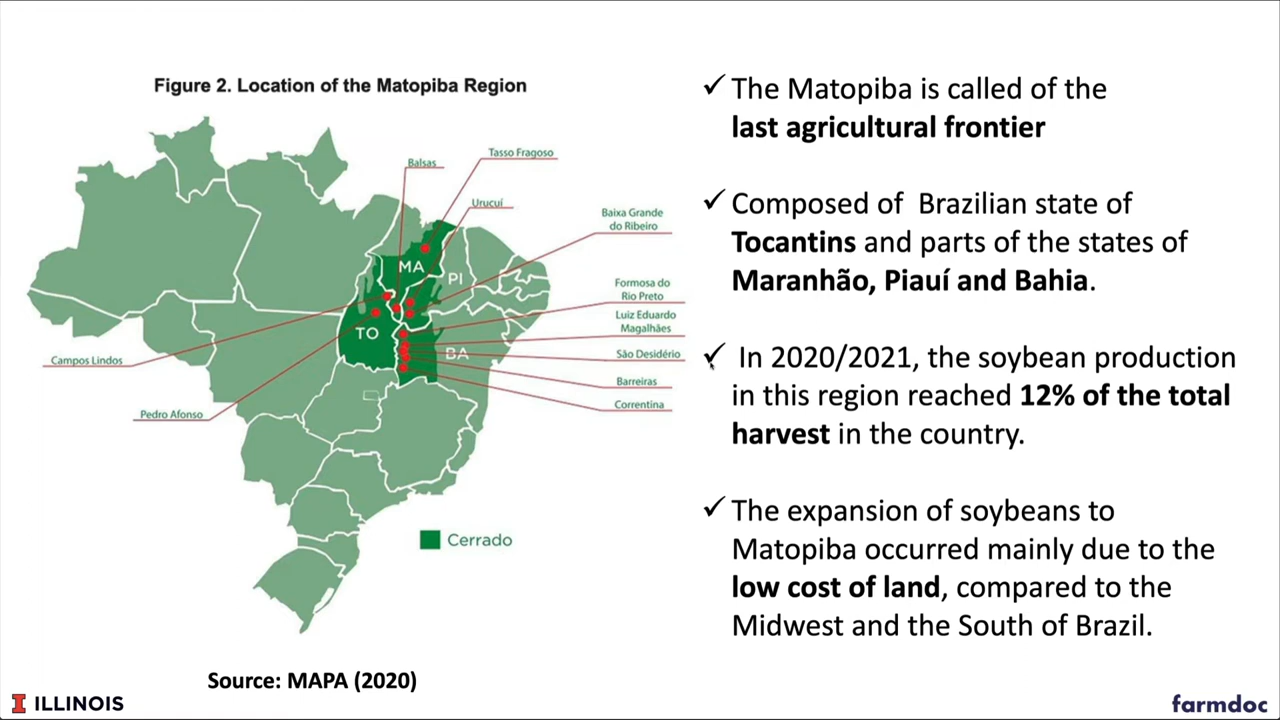 Figure 2. Location of the Matopiba Region
Tasso Fragoso
Balsas
Urucuí
Baixa Grande
do Ribeiro
MA
PI
Formosa do
Rio Preto
Luiz Eduardo
Magalhães
TO
BA
São Desidério
Campos Lindos
Barreiras
Correntina
Pedro Afonso
Cerrado
Source: MAPA (2020)
✓ The Matopiba is called of the
last agricultural frontier
✓ Composed of Brazilian state of
Tocantins and parts of the states of
Maranhão, Piauí and Bahia.
✓ In 2020/2021, the soybean production
in this region reached 12% of the total
harvest in the country.
✓ The expansion of soybeans to
Matopiba occurred mainly due to the
low cost of land, compared to the
Midwest and the South of Brazil.
I ILLINOIS
farmdoc